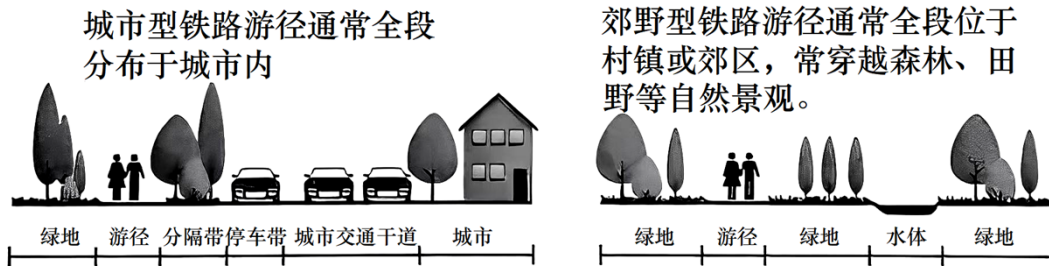 城市型铁路游径通常全段
分布于城市内
绿地 游径 分隔带 停车带 城市交通干道 城市
郊野型铁路游径通常全段位于
村镇或郊区，常穿越森林、田
野等自然景观。
绿地 游径 绿地 水体 绿地